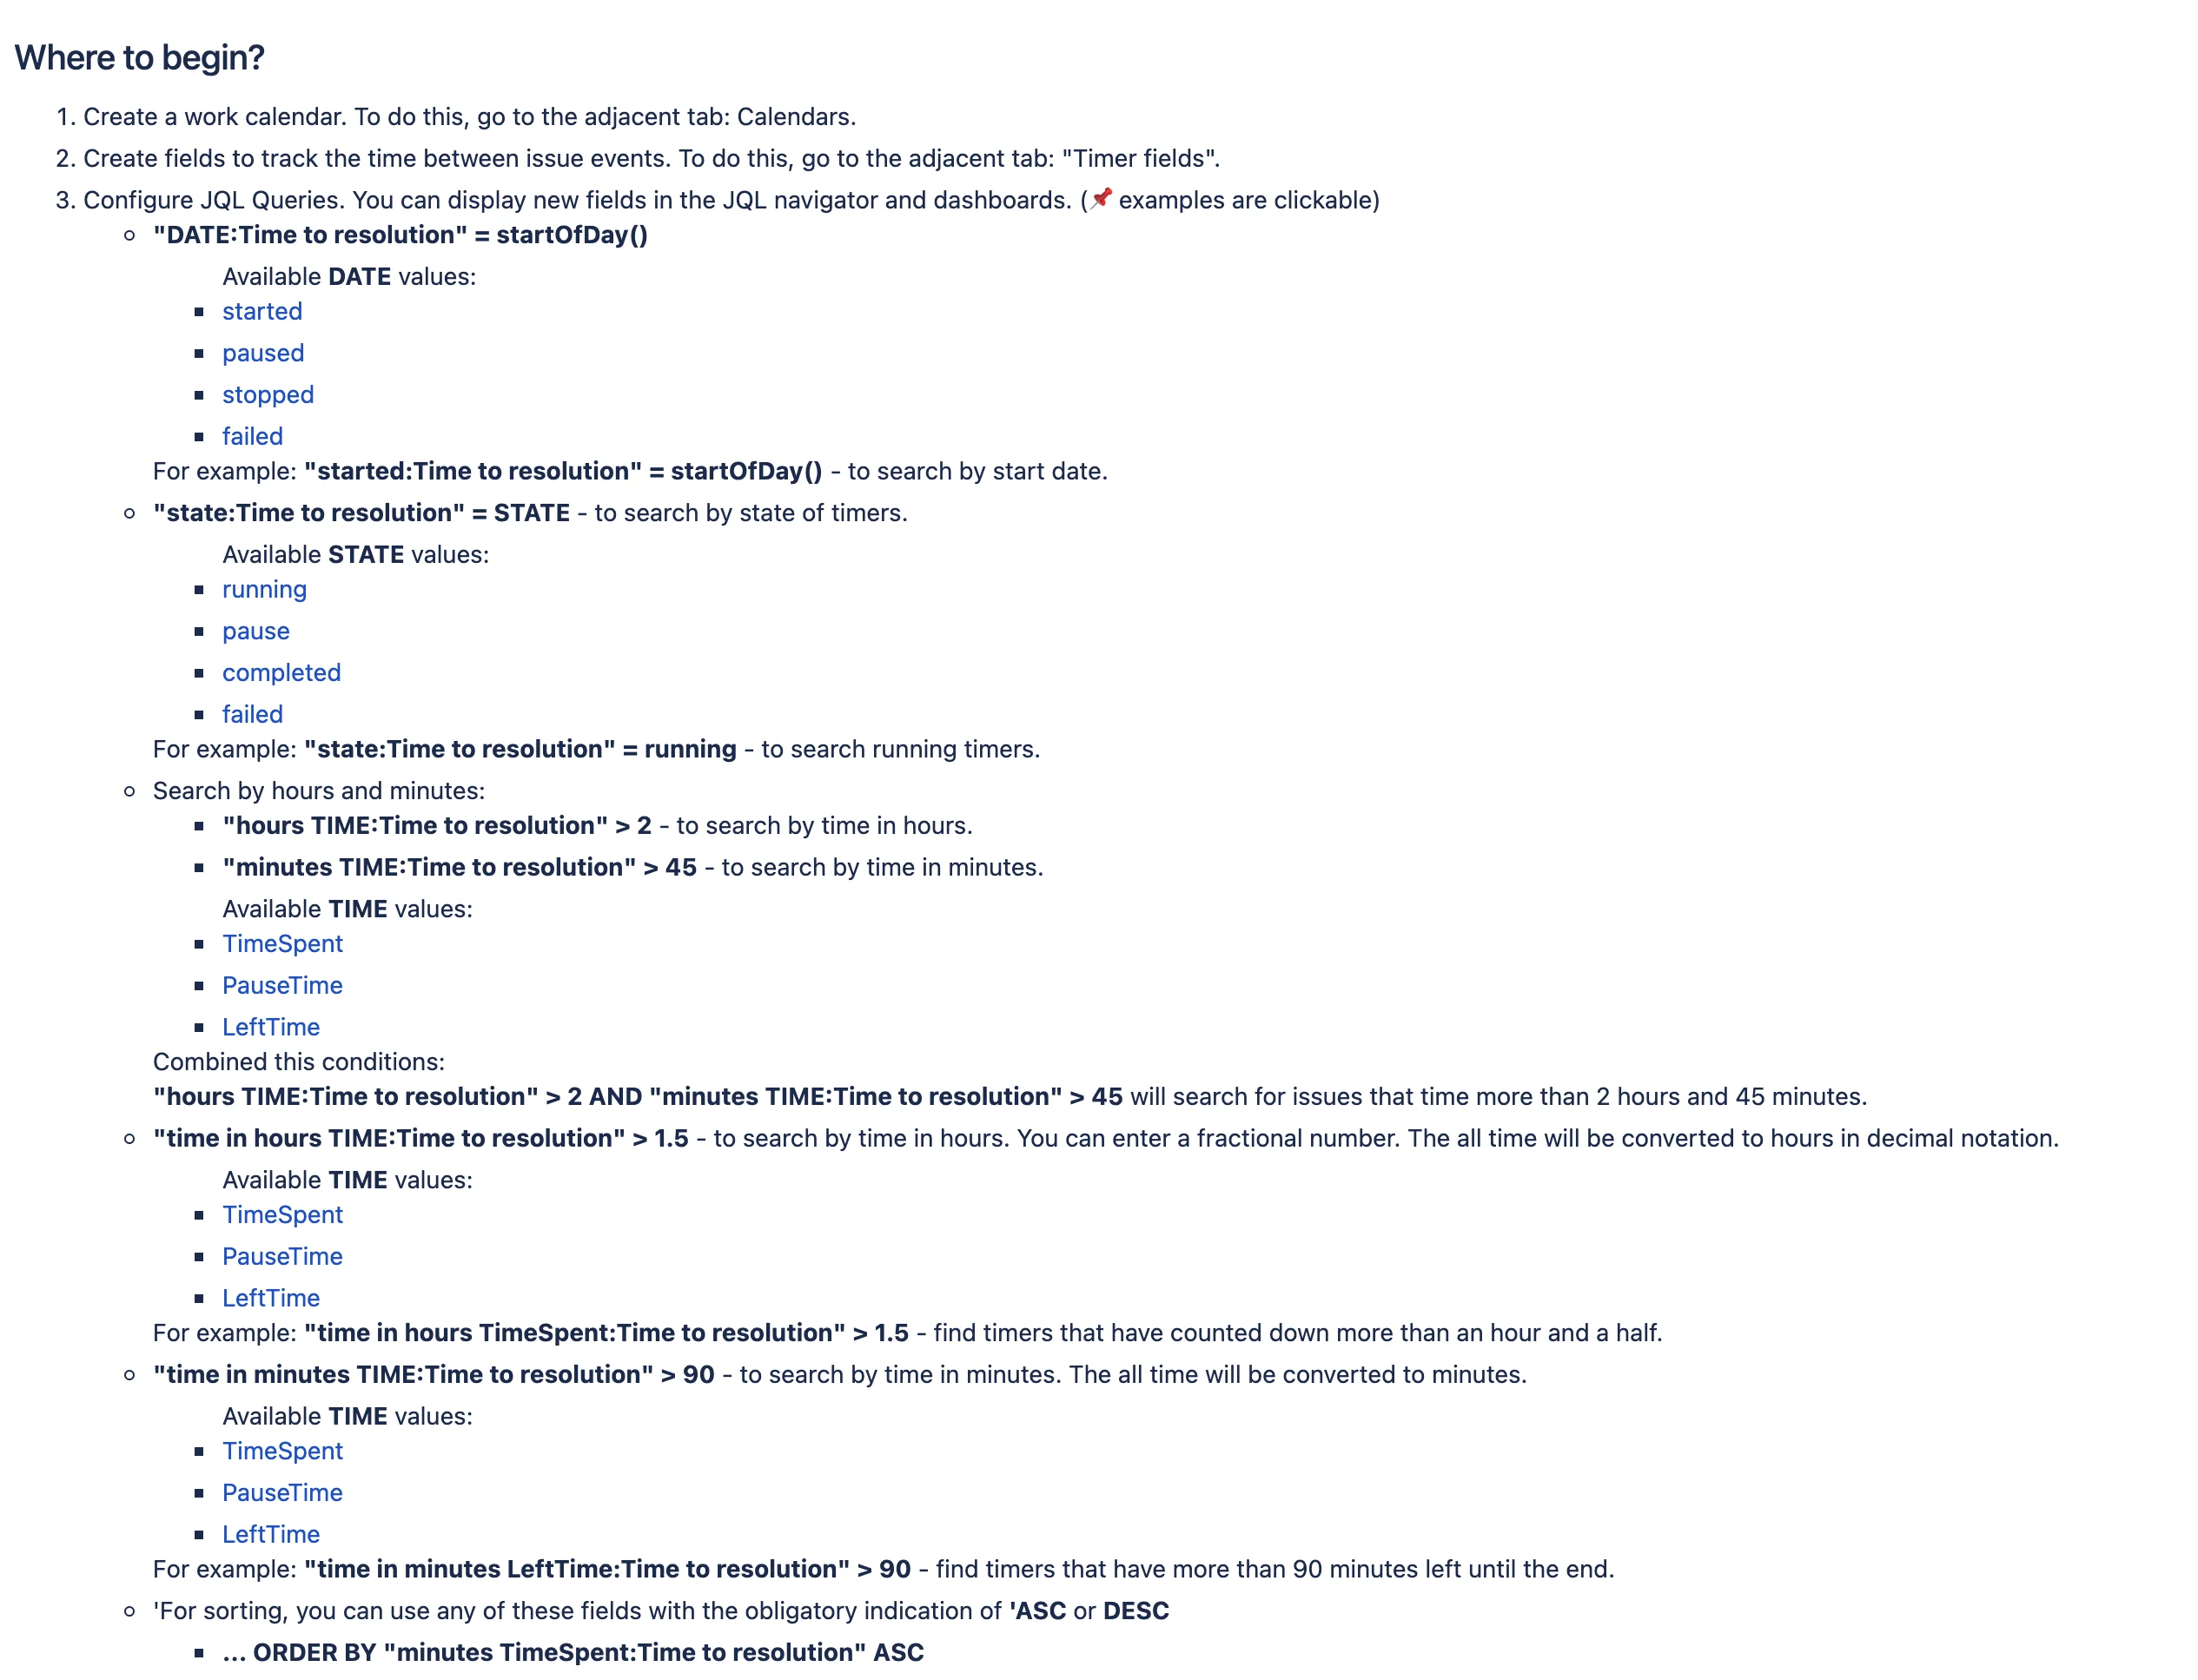 Where to begin?
1. Create a work calendar. To do this, go to the adjacent tab: Calendars.
2. Create fields to track the time between issue events. To do this, go to the adjacent tab: "Timer fields".
3. Configure JQL Queries. You can display new fields in the JQL navigator and dashboards. (📌 examples are clickable)
"DATE:Time to resolution" = startOfDay()
Available DATE values:
started
paused
stopped
failed
For example: "started:Time to resolution" = startOfDay() - to search by start date.
"state:Time to resolution" = STATE - to search by state of timers.
Available STATE values:
running
pause
completed
failed
For example: "state:Time to resolution" = running - to search running timers.
Search by hours and minutes:
"hours TIME:Time to resolution" > 2 - to search by time in hours.
"minutes TIME:Time to resolution" > 45 - to search by time in minutes.
Available TIME values:
TimeSpent
PauseTime
LeftTime
Combined this conditions:
"hours TIME:Time to resolution" > 2 AND "minutes TIME:Time to resolution" > 45 will search for issues that time more than 2 hours and 45 minutes.
"time in hours TIME:Time to resolution" > 1.5 - to search by time in hours. You can enter a fractional number. The all time will be converted to hours in decimal notation.
Available TIME values:
TimeSpent
PauseTime
LeftTime
For example: "time in hours TimeSpent:Time to resolution" > 1.5 - find timers that have counted down more than an hour and a half.
"time in minutes TIME:Time to resolution" > 90 - to search by time in minutes. The all time will be converted to minutes.
Available TIME values:
TimeSpent
PauseTime
LeftTime
For example: "time in minutes LeftTime:Time to resolution" > 90 - find timers that have more than 90 minutes left until the end.
'For sorting, you can use any of these fields with the obligatory indication of 'ASC or DESC
... ORDER BY "minutes TimeSpent:Time to resolution" ASC